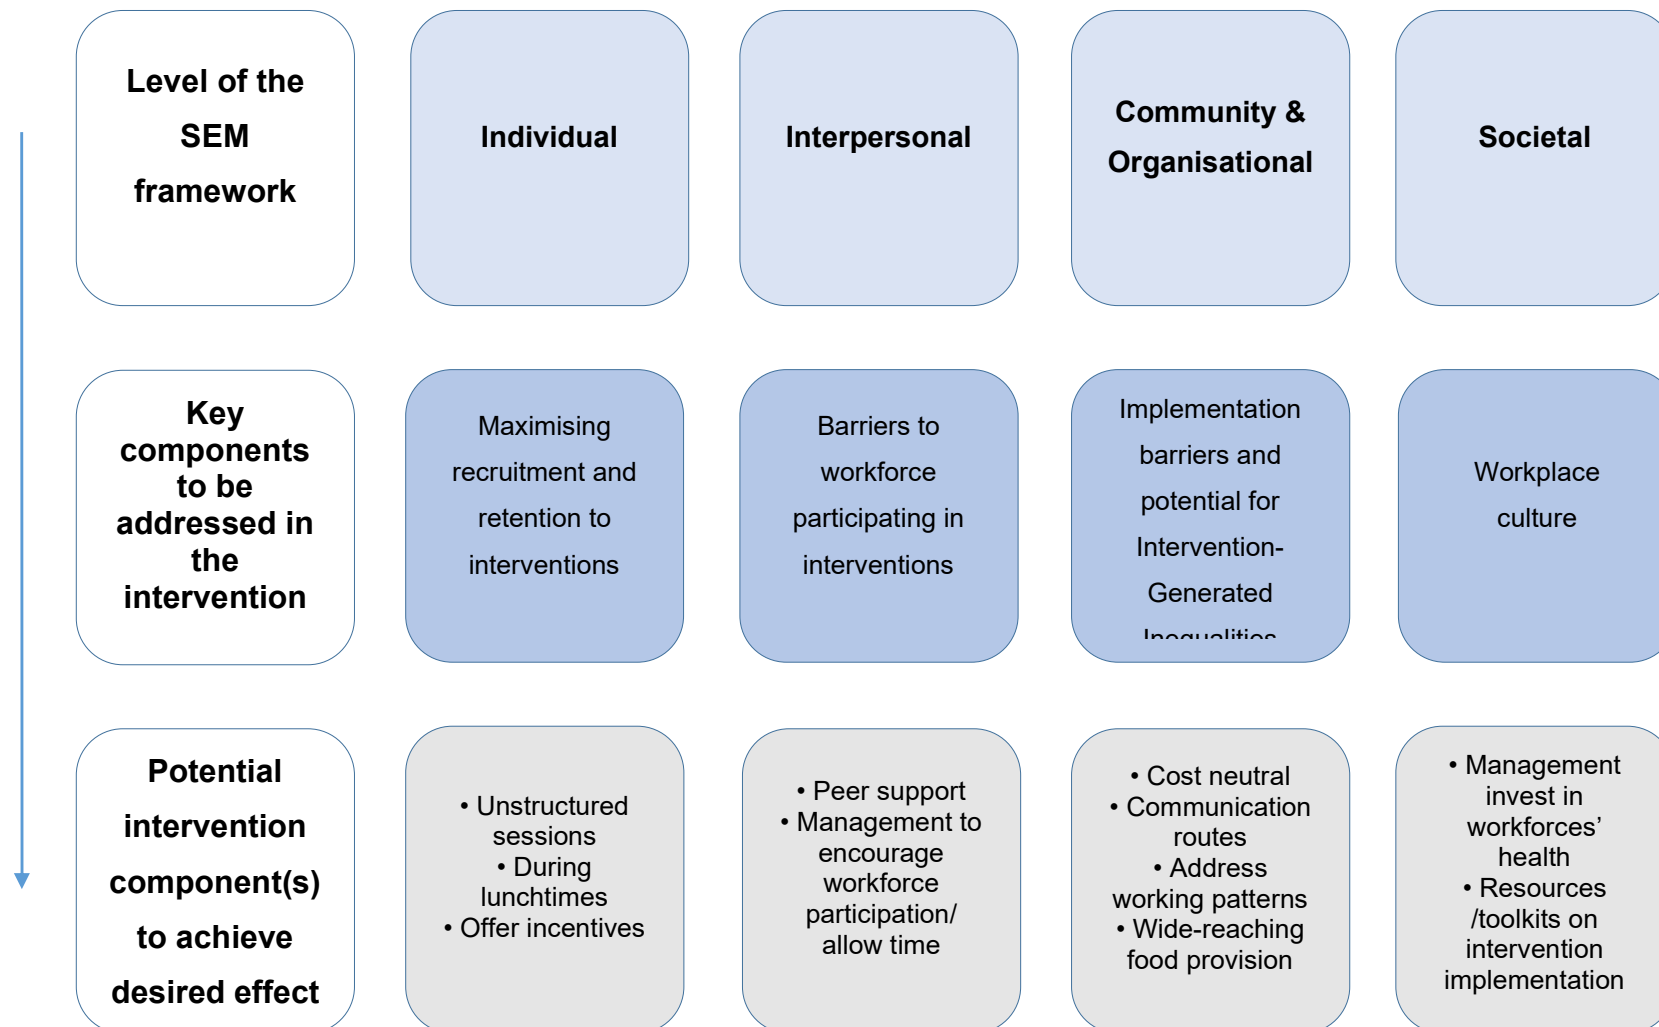 Level of the
SEM
framework
Individual
Interpersonal
Community &
Organisational
Societal
Key
components
to be
addressed in
the
intervention
Maximising
recruitment and
retention to
interventions
Barriers to
workforce
participating in
interventions
Implementation
barriers and
potential for
Intervention-
Generated
Inequalities
Workplace
culture
Potential
intervention
component(s)
to achieve
desired effect
• Unstructured
sessions
• During
lunchtimes
• Offer incentives
• Peer support
• Management to
encourage
workforce
participation/
allow time
• Cost neutral
• Communication
routes
• Address
working patterns
• Wide-reaching
food provision
• Management
invest in
workforces’
health
• Resources
/toolkits on
intervention
implementation